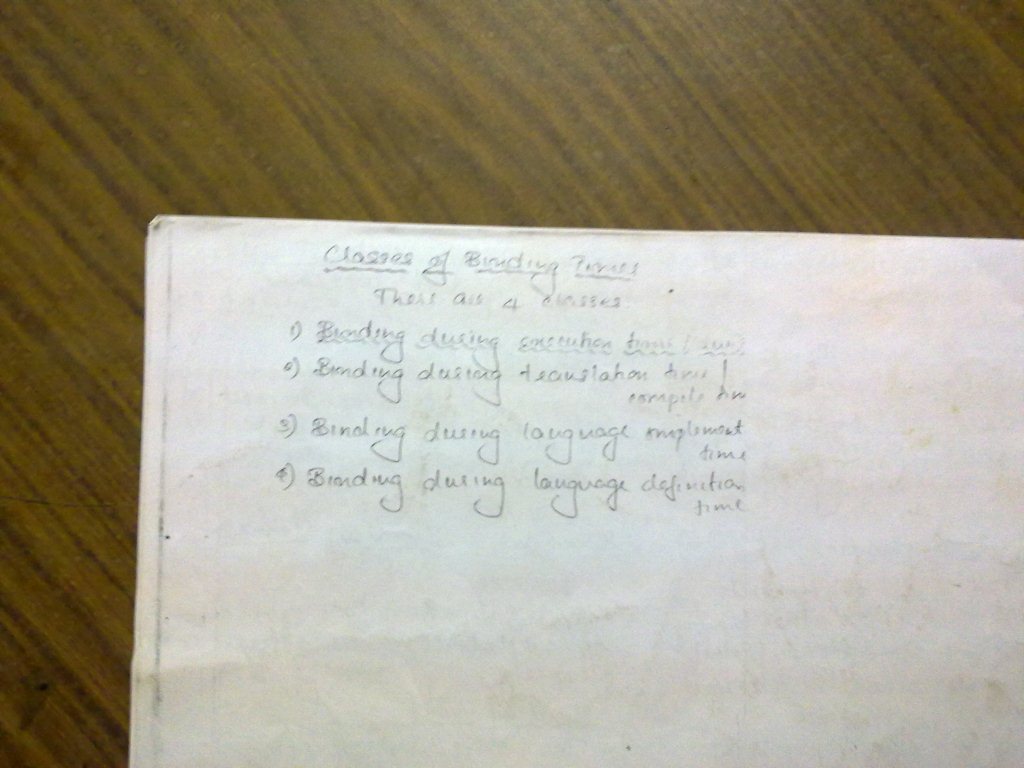 Classes of Binding Times
There are 4 classes
1) Binding during execution time / run
2) Binding during translation time /
compile tim
3) Binding during language implement
time
4) Binding during language definition
time